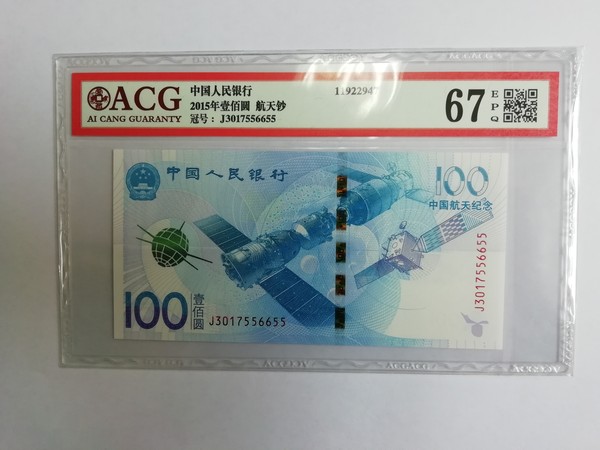 ACG
AI CANG GUARANTY
中国人民银行
2015年壹佰圆 航天钞
冠号: J3017556655
1192294
67
EPQ
中国人民银行
100
中国航天纪念
J3017556655
100
壹佰圆
J3017556655